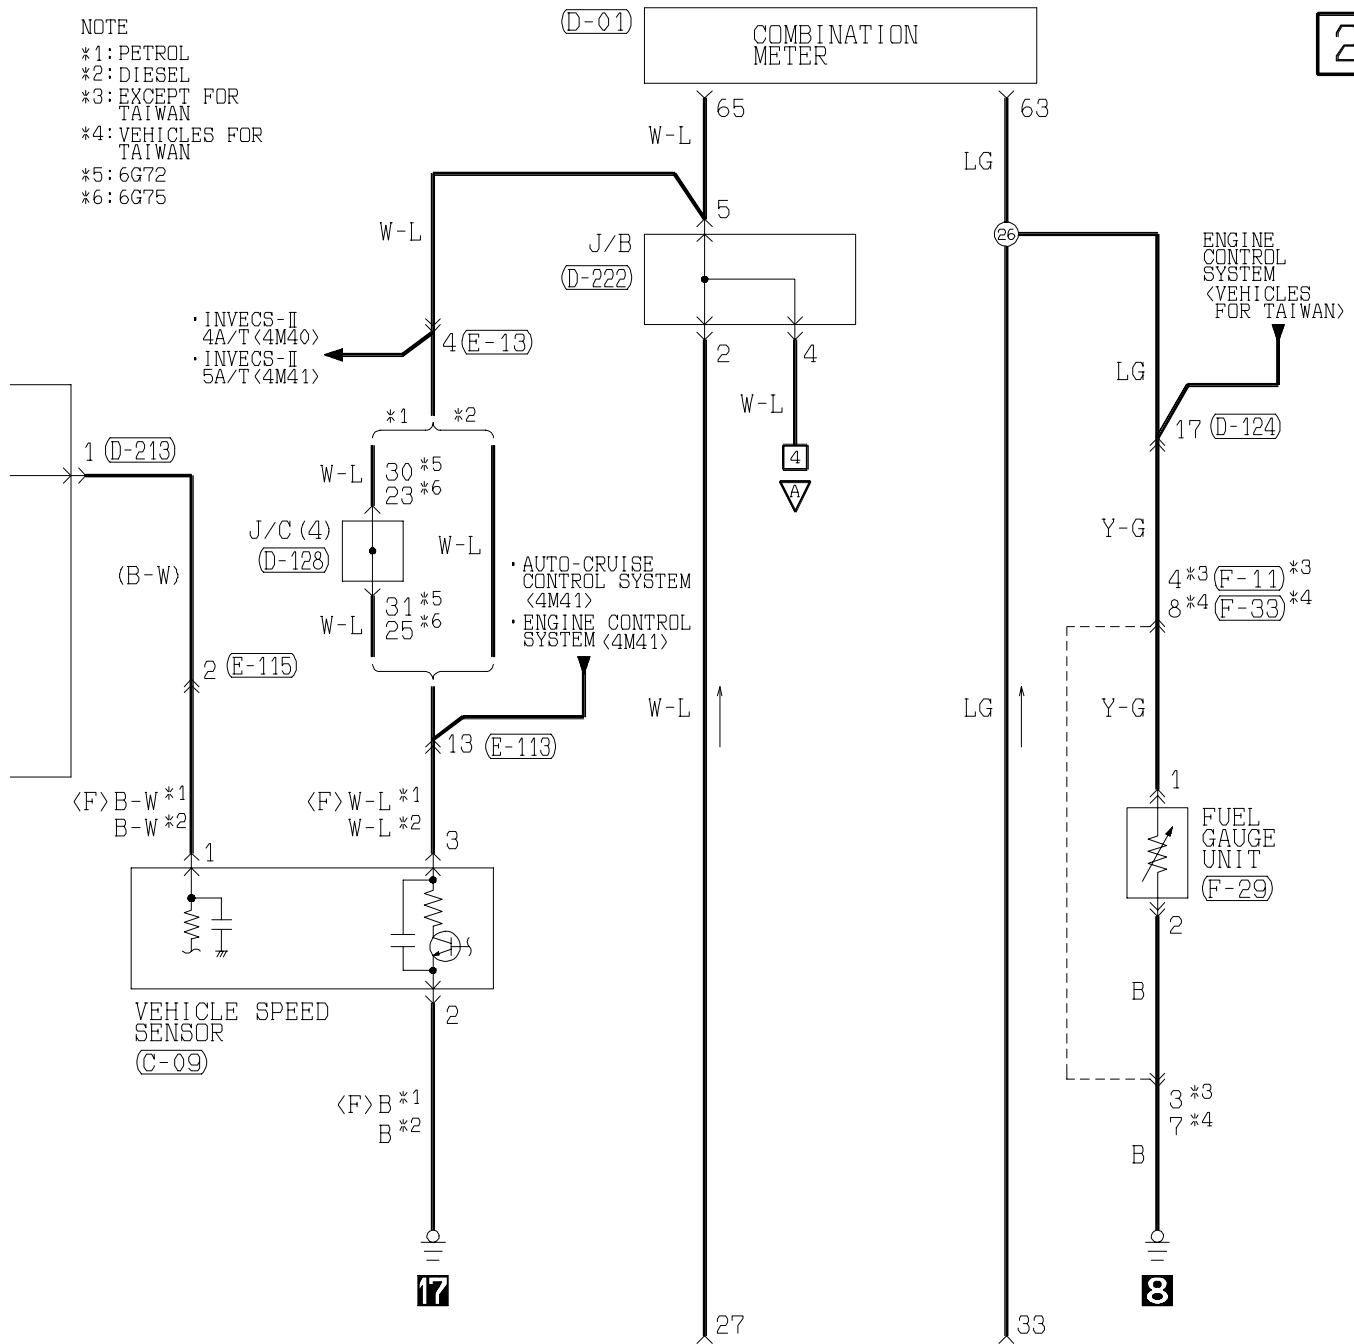 NOTE
*1: PETROL
*2: DIESEL
*3: EXCEPT FOR
TAIWAN
*4: VEHICLES FOR
TAIWAN
*5: 6G72
*6: 6G75
(D-01)
COMBINATION
METER
2
65
63
W-L
LG
5
W-L
J/B
(D-222)
26
ENGINE
CONTROL
SYSTEM
<VEHICLES
FOR TAIWAN>
· INVECS-Ⅱ
4A/T<4M40>
· INVECS-Ⅱ
5A/T<4M41>
4 (E-13)
2
4
LG
W-L
*1
*2
17 (D-124)
1 (D-213)
4
A
W-L
30 *5
23 *6
J/C (4)
(D-128)
W-L
Y-G
(B-W)
· AUTO-CRUISE
CONTROL SYSTEM
<4M41>
· ENGINE CONTROL
SYSTEM <4M41>
4 *3 (F-11) *3
8 *4 (F-33) *4
W-L
31 *5
25 *6
2 (E-115)
W-L
LG
Y-G
13 (E-113)
<F> B-W *1
B-W *2
<F> W-L *1
W-L *2
1
1
3
FUEL
GAUGE
UNIT
(F-29)
2
VEHICLE SPEED
SENSOR
(C-09)
2
B
<F> B *1
B *2
3 *3
7 *4
B
17
8
27
33